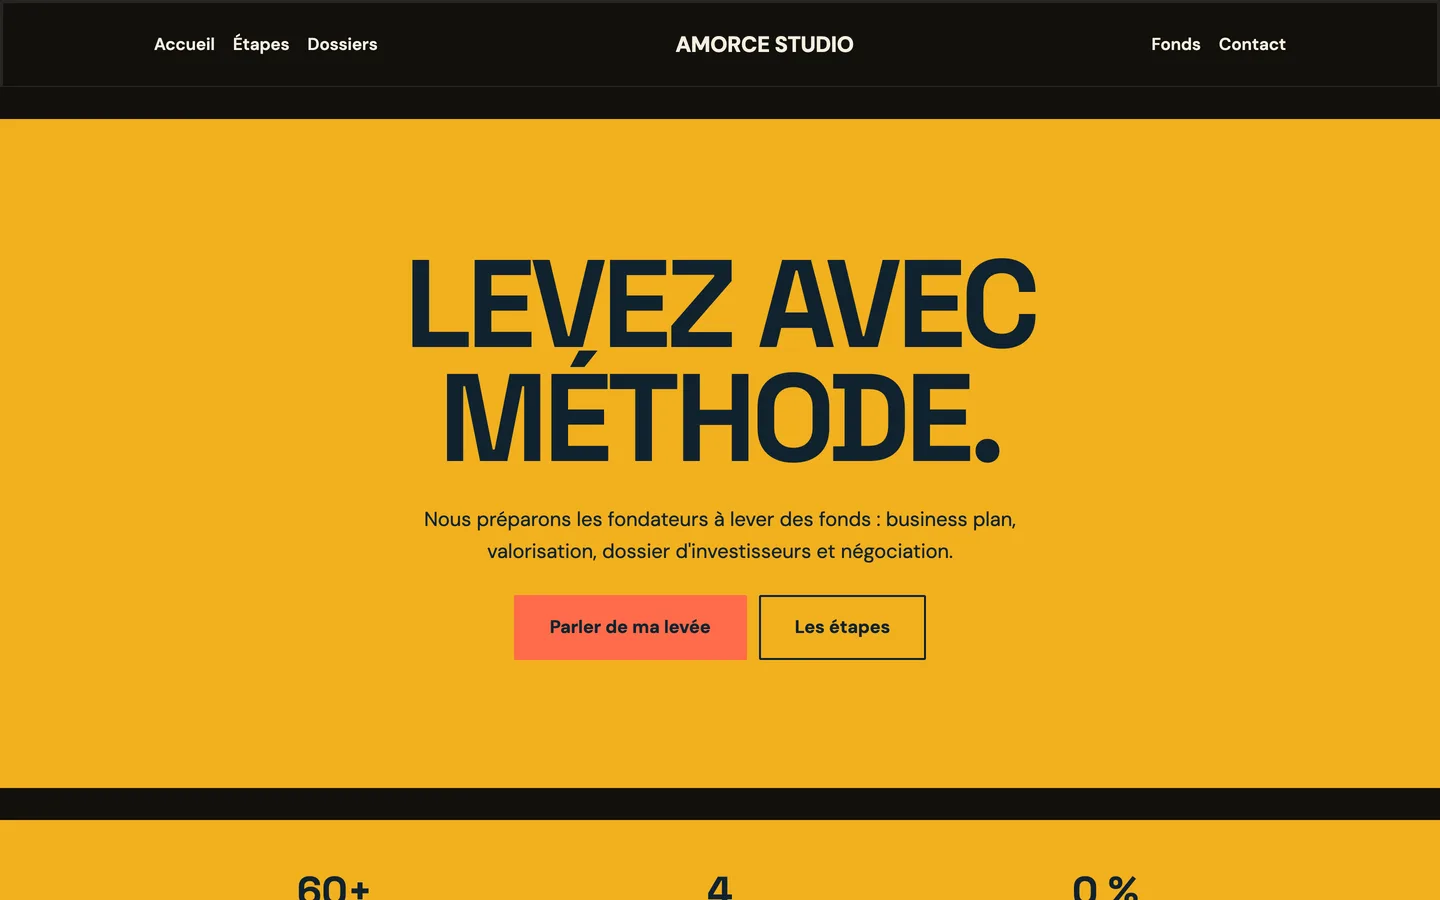 Accueil Étapes Dossiers AMORCE STUDIO Fonds Contact
LEVEZ AVEC
MÉTHODE.
Nous préparons les fondateurs à lever des fonds : business plan,
valorisation, dossier d'investisseurs et négociation.
Parler de ma levée Les étapes
60+ 4 0 %